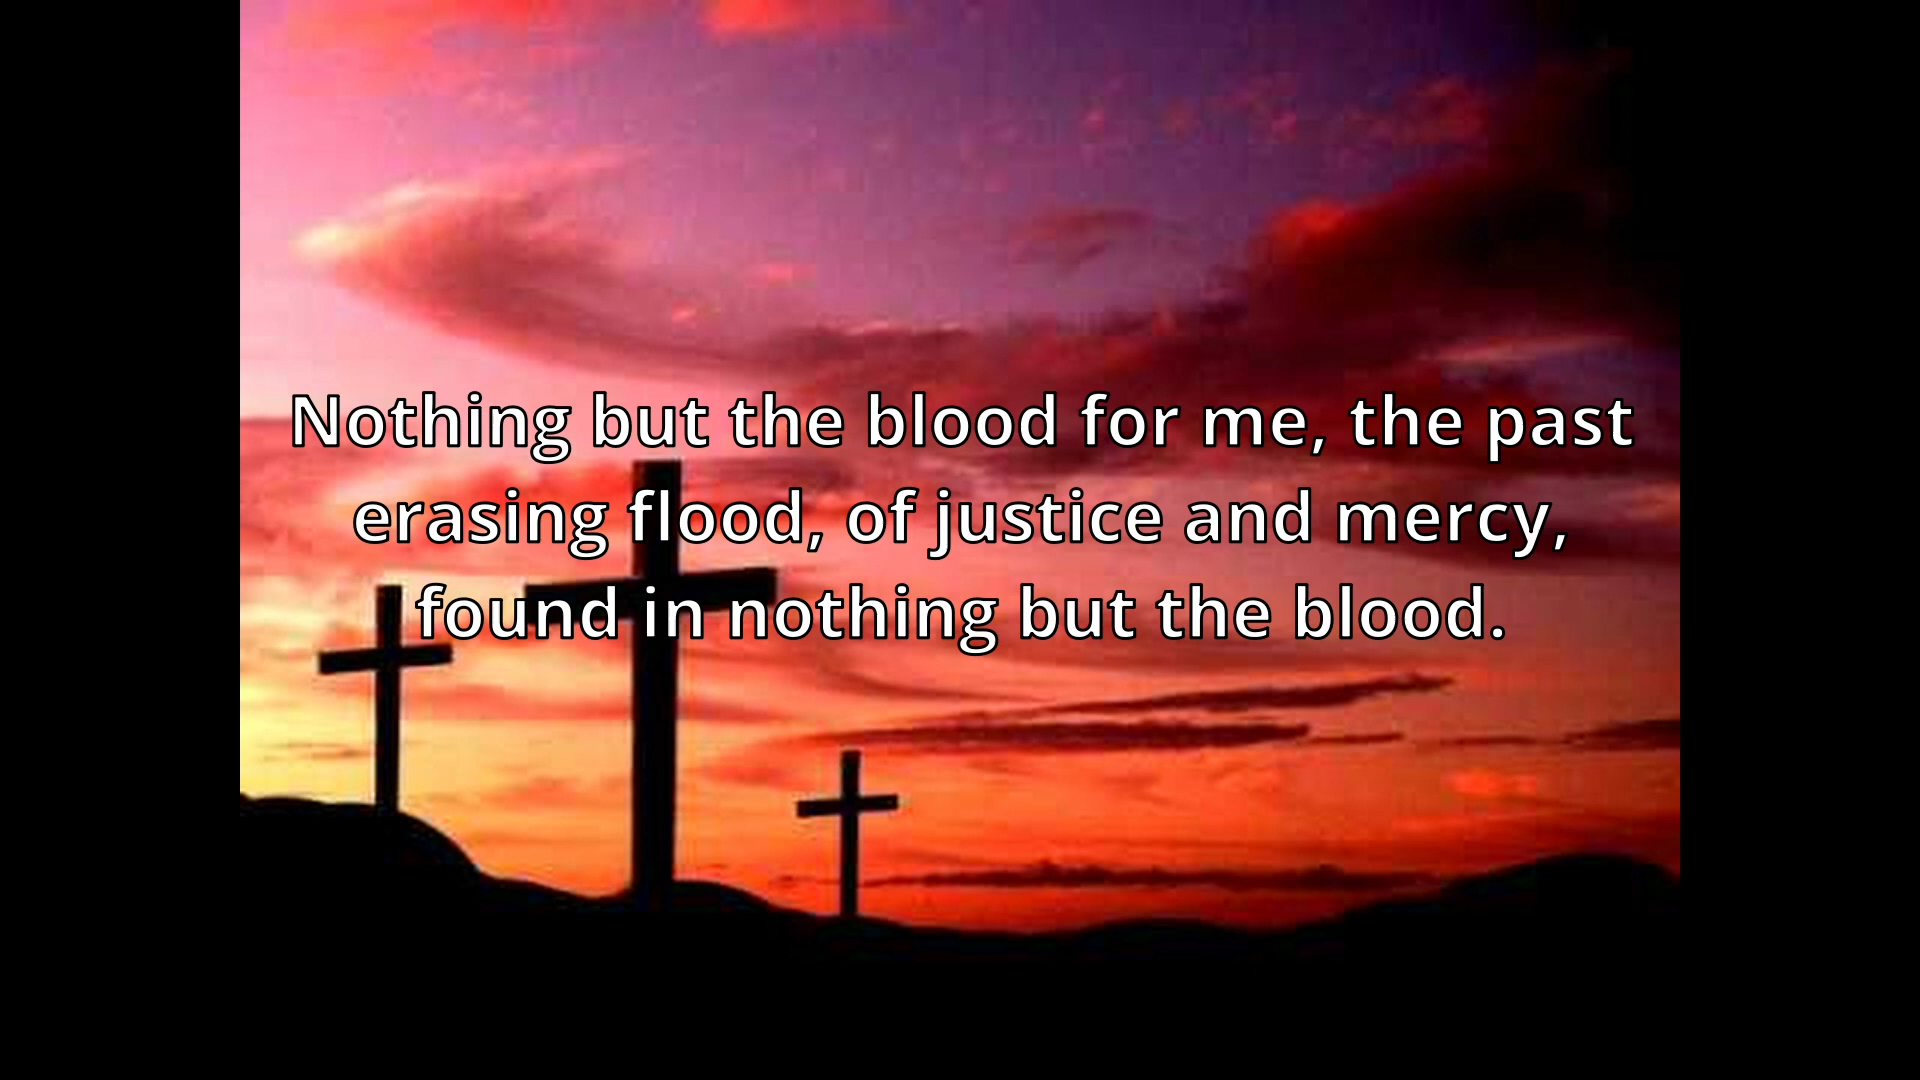 Nothing but the blood for me, the past
erasing flood, of justice and mercy,
found in nothing but the blood.